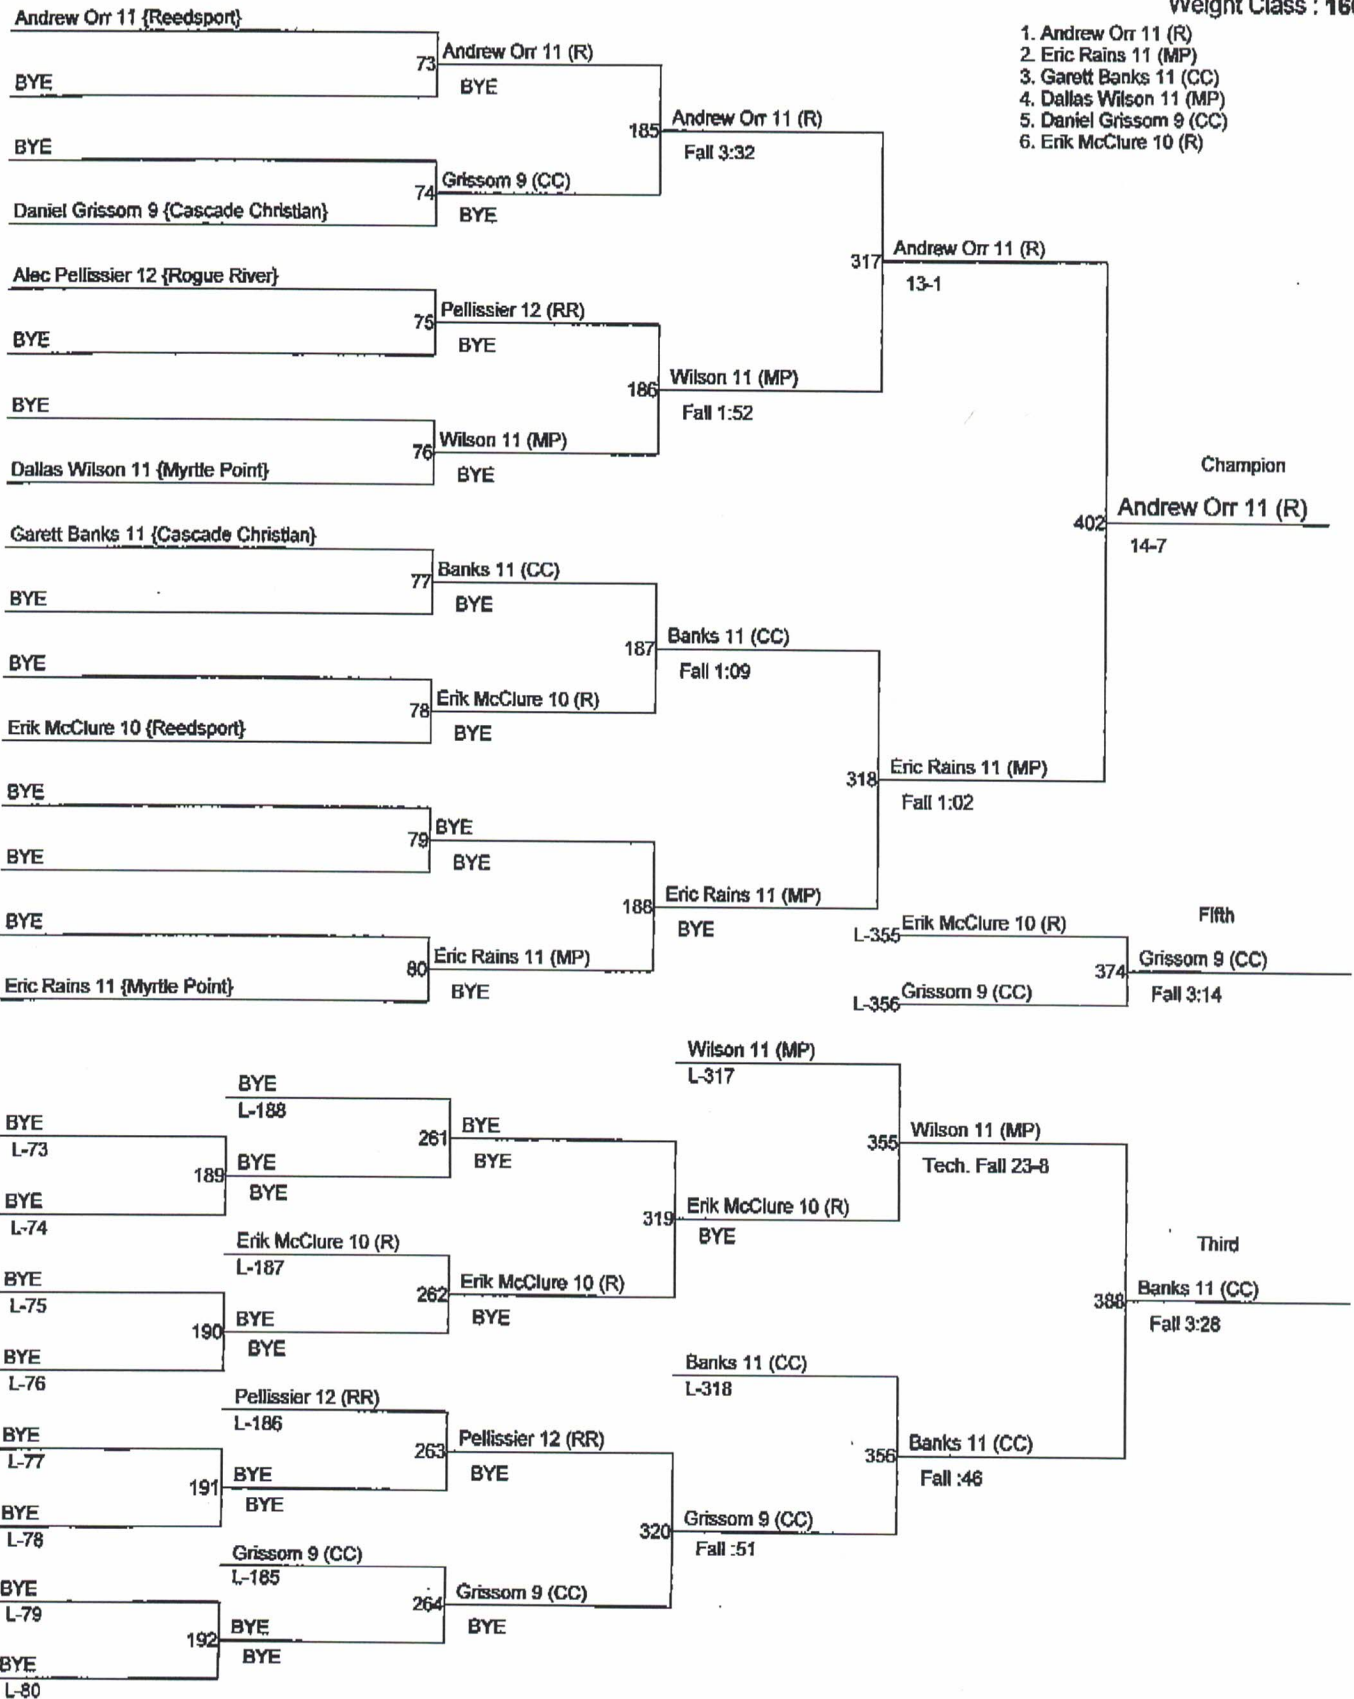 Weight Class : 160
1. Andrew Orr 11 (R)
2. Eric Rains 11 (MP)
3. Garett Banks 11 (CC)
4. Dallas Wilson 11 (MP)
5. Daniel Grissom 9 (CC)
6. Erik McClure 10 (R)
Andrew Orr 11 {Reedsport}
73
Andrew Orr 11 (R)
BYE
BYE
185
Andrew Orr 11 (R)
Fall 3:32
BYE
74
Grissom 9 (CC)
BYE
Daniel Grissom 9 {Cascade Christian}
317
Andrew Orr 11 (R)
13-1
Alec Pellissier 12 {Rogue River}
75
Pellissier 12 (RR)
BYE
BYE
186
Wilson 11 (MP)
Fall 1:52
BYE
76
Wilson 11 (MP)
BYE
Dallas Wilson 11 {Myrtle Point}
Champion
402
Andrew Orr 11 (R)
14-7
Garett Banks 11 {Cascade Christian}
77
Banks 11 (CC)
BYE
BYE
187
Banks 11 (CC)
Fall 1:09
BYE
78
Erik McClure 10 (R)
BYE
Erik McClure 10 {Reedsport}
318
Eric Rains 11 (MP)
Fall 1:02
BYE
79
BYE
BYE
BYE
188
Eric Rains 11 (MP)
BYE
BYE
80
Eric Rains 11 (MP)
BYE
Eric Rains 11 {Myrtle Point}
Fifth
L-355
Erik McClure 10 (R)
374
Grissom 9 (CC)
Fall 3:14
L-356
Grissom 9 (CC)
Wilson 11 (MP)
L-317
BYE
L-188
261
BYE
BYE
BYE
L-73
189
BYE
BYE
BYE
L-74
355
Wilson 11 (MP)
Tech. Fall 23-8
319
Erik McClure 10 (R)
BYE
Erik McClure 10 (R)
L-187
262
Erik McClure 10 (R)
BYE
BYE
L-75
190
BYE
BYE
BYE
L-76
Third
388
Banks 11 (CC)
Fall 3:28
Banks 11 (CC)
L-318
Pellissier 12 (RR)
L-186
263
Pellissier 12 (RR)
BYE
BYE
L-77
191
BYE
BYE
BYE
L-78
356
Banks 11 (CC)
Fall :46
320
Grissom 9 (CC)
Fall :51
Grissom 9 (CC)
L-185
264
Grissom 9 (CC)
BYE
BYE
L-79
192
BYE
BYE
BYE
L-80